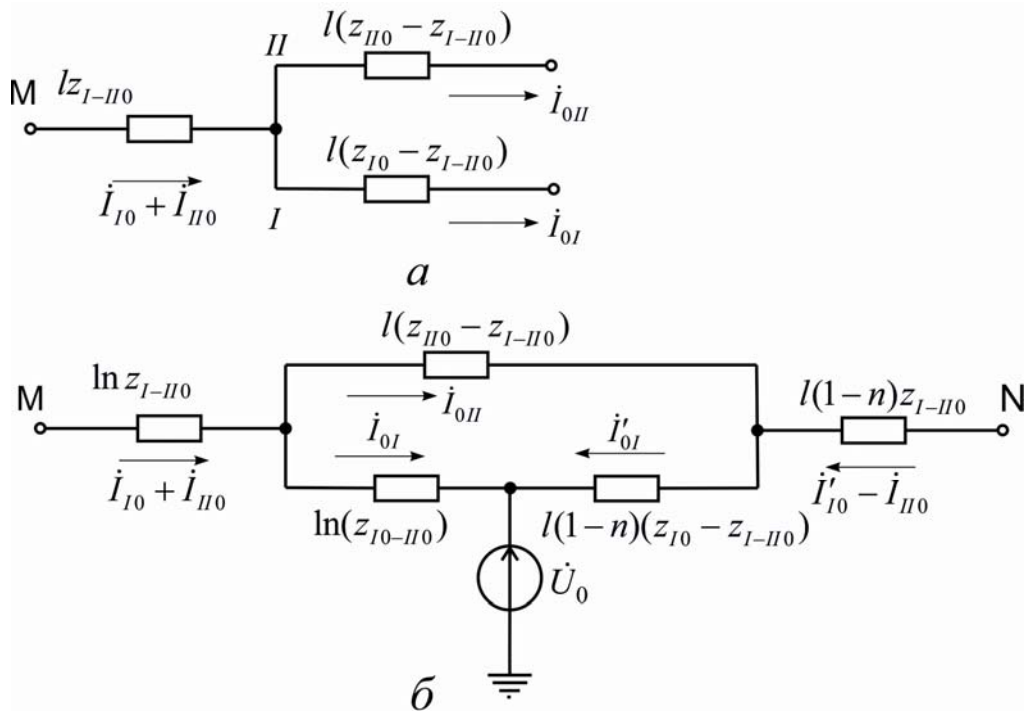 II
l(z_{II0} − z_{I−II0})
M
lz_{I−II0}
İ_{0II}
l(z_{I0} − z_{I−II0})
İ_{I0} + İ_{II0}
I
İ_{0I}
а
l(z_{II0} − z_{I−II0})
M
ln z_{I−II0}
İ_{0II}
l(1−n)z_{I−II0}
N
İ_{0I}
İ′_{0I}
İ_{I0} + İ_{II0}
İ′_{I0} − İ_{II0}
ln(z_{I0−II0})
l(1−n)(z_{I0} − z_{I−II0})
U̇_0
б